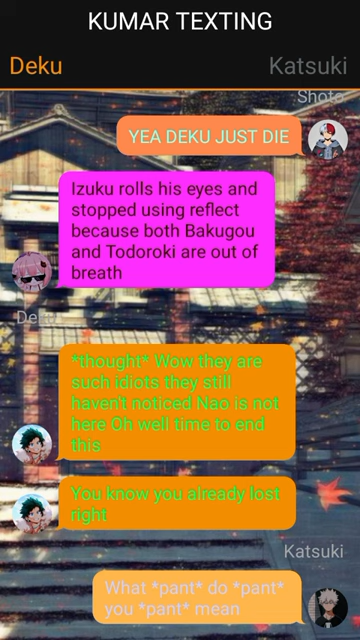 KUMAR TEXTING
Deku
Katsuki
Shoto
YEA DEKU JUST DIE
Izuku rolls his eyes and
stopped using reflect
because both Bakugou
and Todoroki are out of
breath
Deku
*thought* Wow they are
such idiots they still
haven't noticed Nao is not
here Oh well time to end
this
You know you already lost
right
Katsuki
What *pant* do *pant*
you *pant* mean